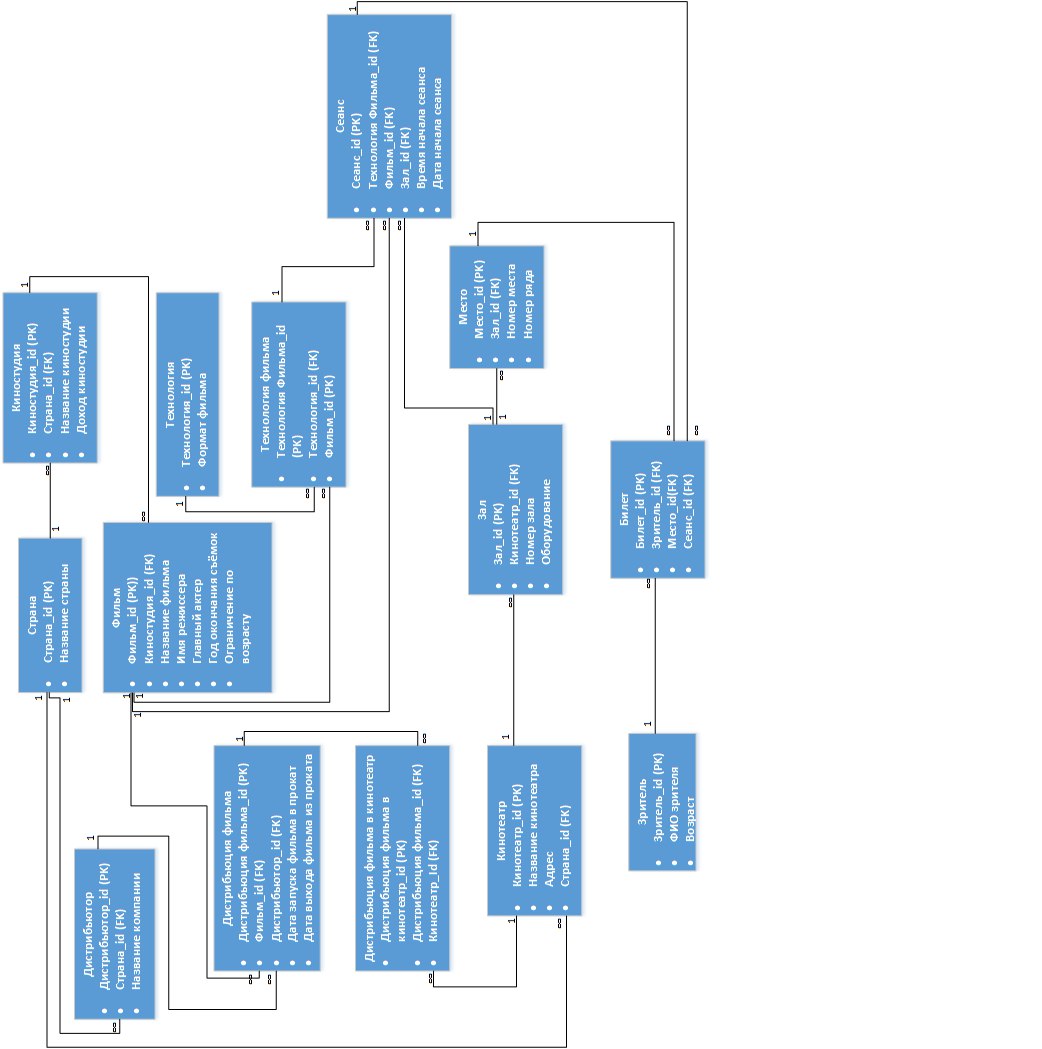 Сеанс
Сеанс_id (PK)
Технология Фильма_id (FK)
Фильм_id (FK)
Зал_id (FK)
Время начала сеанса
Дата начала сеанса
1
∞
∞
∞
Киностудия
Киностудия_id (PK)
Страна_id (FK)
Название киностудии
Доход киностудии
1
∞
Технология
Технология_id (PK)
Формат фильма
1
Технология фильма
Технология Фильма_id
(PK)
Технология_id (FK)
Фильм_id (PK)
1
∞
∞
Место
Место_id (PK)
Зал_id (FK)
Номер места
Номер ряда
1
∞
Страна
Страна_id (PK)
Название страны
1
1
1
Фильм
Фильм_id (PK))
Киностудия_id (FK)
Название фильма
Имя режиссера
Главный актер
Год окончания съёмок
Ограничение по
возрасту
∞
1
1
1
Зал
Зал_id (PK)
Кинотеатр_id (FK)
Номер зала
Оборудование
1
1
∞
Билет
Билет_id (PK)
Зритель_id (FK)
Место_id(FK)
Сеанс_id (FK)
∞
∞
∞
Дистрибьютор
Дистрибьютор_id (PK)
Страна_id (FK)
Название компании
1
∞
Дистрибьюция фильма
Дистрибьюция фильма_id (PK)
Фильм_id (FK)
Дистрибьютор_id (FK)
Дата запуска фильма в прокат
Дата выхода фильма из проката
1
∞
∞
Дистрибьюция фильма в кинотеатр
Дистрибьюция фильма в
кинотеатр_id (PK)
Дистрибьюция фильма_id (FK)
Кинотеатр_id (FK)
∞
∞
Кинотеатр
Кинотеатр_id (PK)
Название кинотеатра
Адрес
Страна_id (FK)
1
1
∞
Зритель
Зритель_id (PK)
ФИО зрителя
Возраст
1